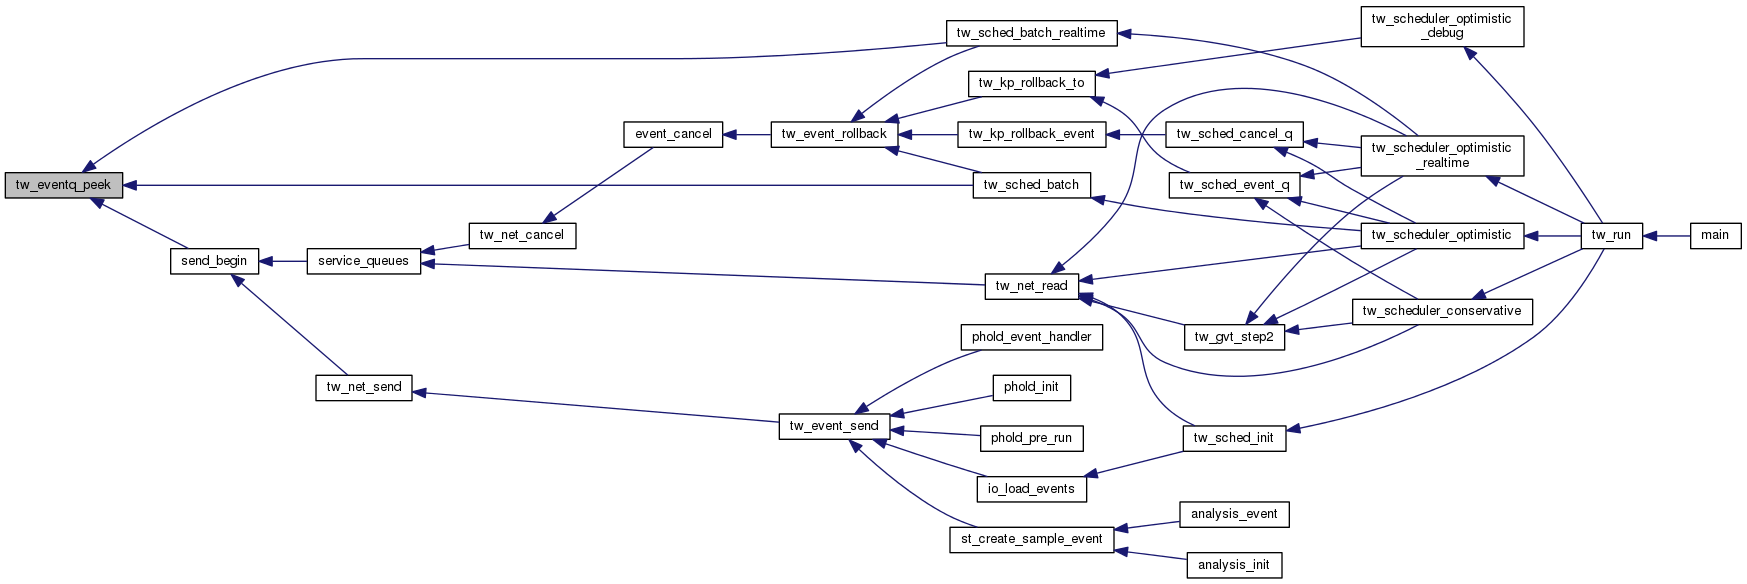 tw_eventq_peek
send_begin
service_queues
tw_net_send
tw_net_cancel
event_cancel
tw_event_rollback
tw_event_send
tw_sched_batch_realtime
tw_kp_rollback_to
tw_kp_rollback_event
tw_sched_batch
tw_net_read
phold_event_handler
phold_init
phold_pre_run
io_load_events
st_create_sample_event
tw_sched_cancel_q
tw_sched_event_q
tw_gvt_step2
tw_sched_init
analysis_event
analysis_init
tw_scheduler_optimistic
_debug
tw_scheduler_optimistic
_realtime
tw_scheduler_optimistic
tw_scheduler_conservative
tw_run
main